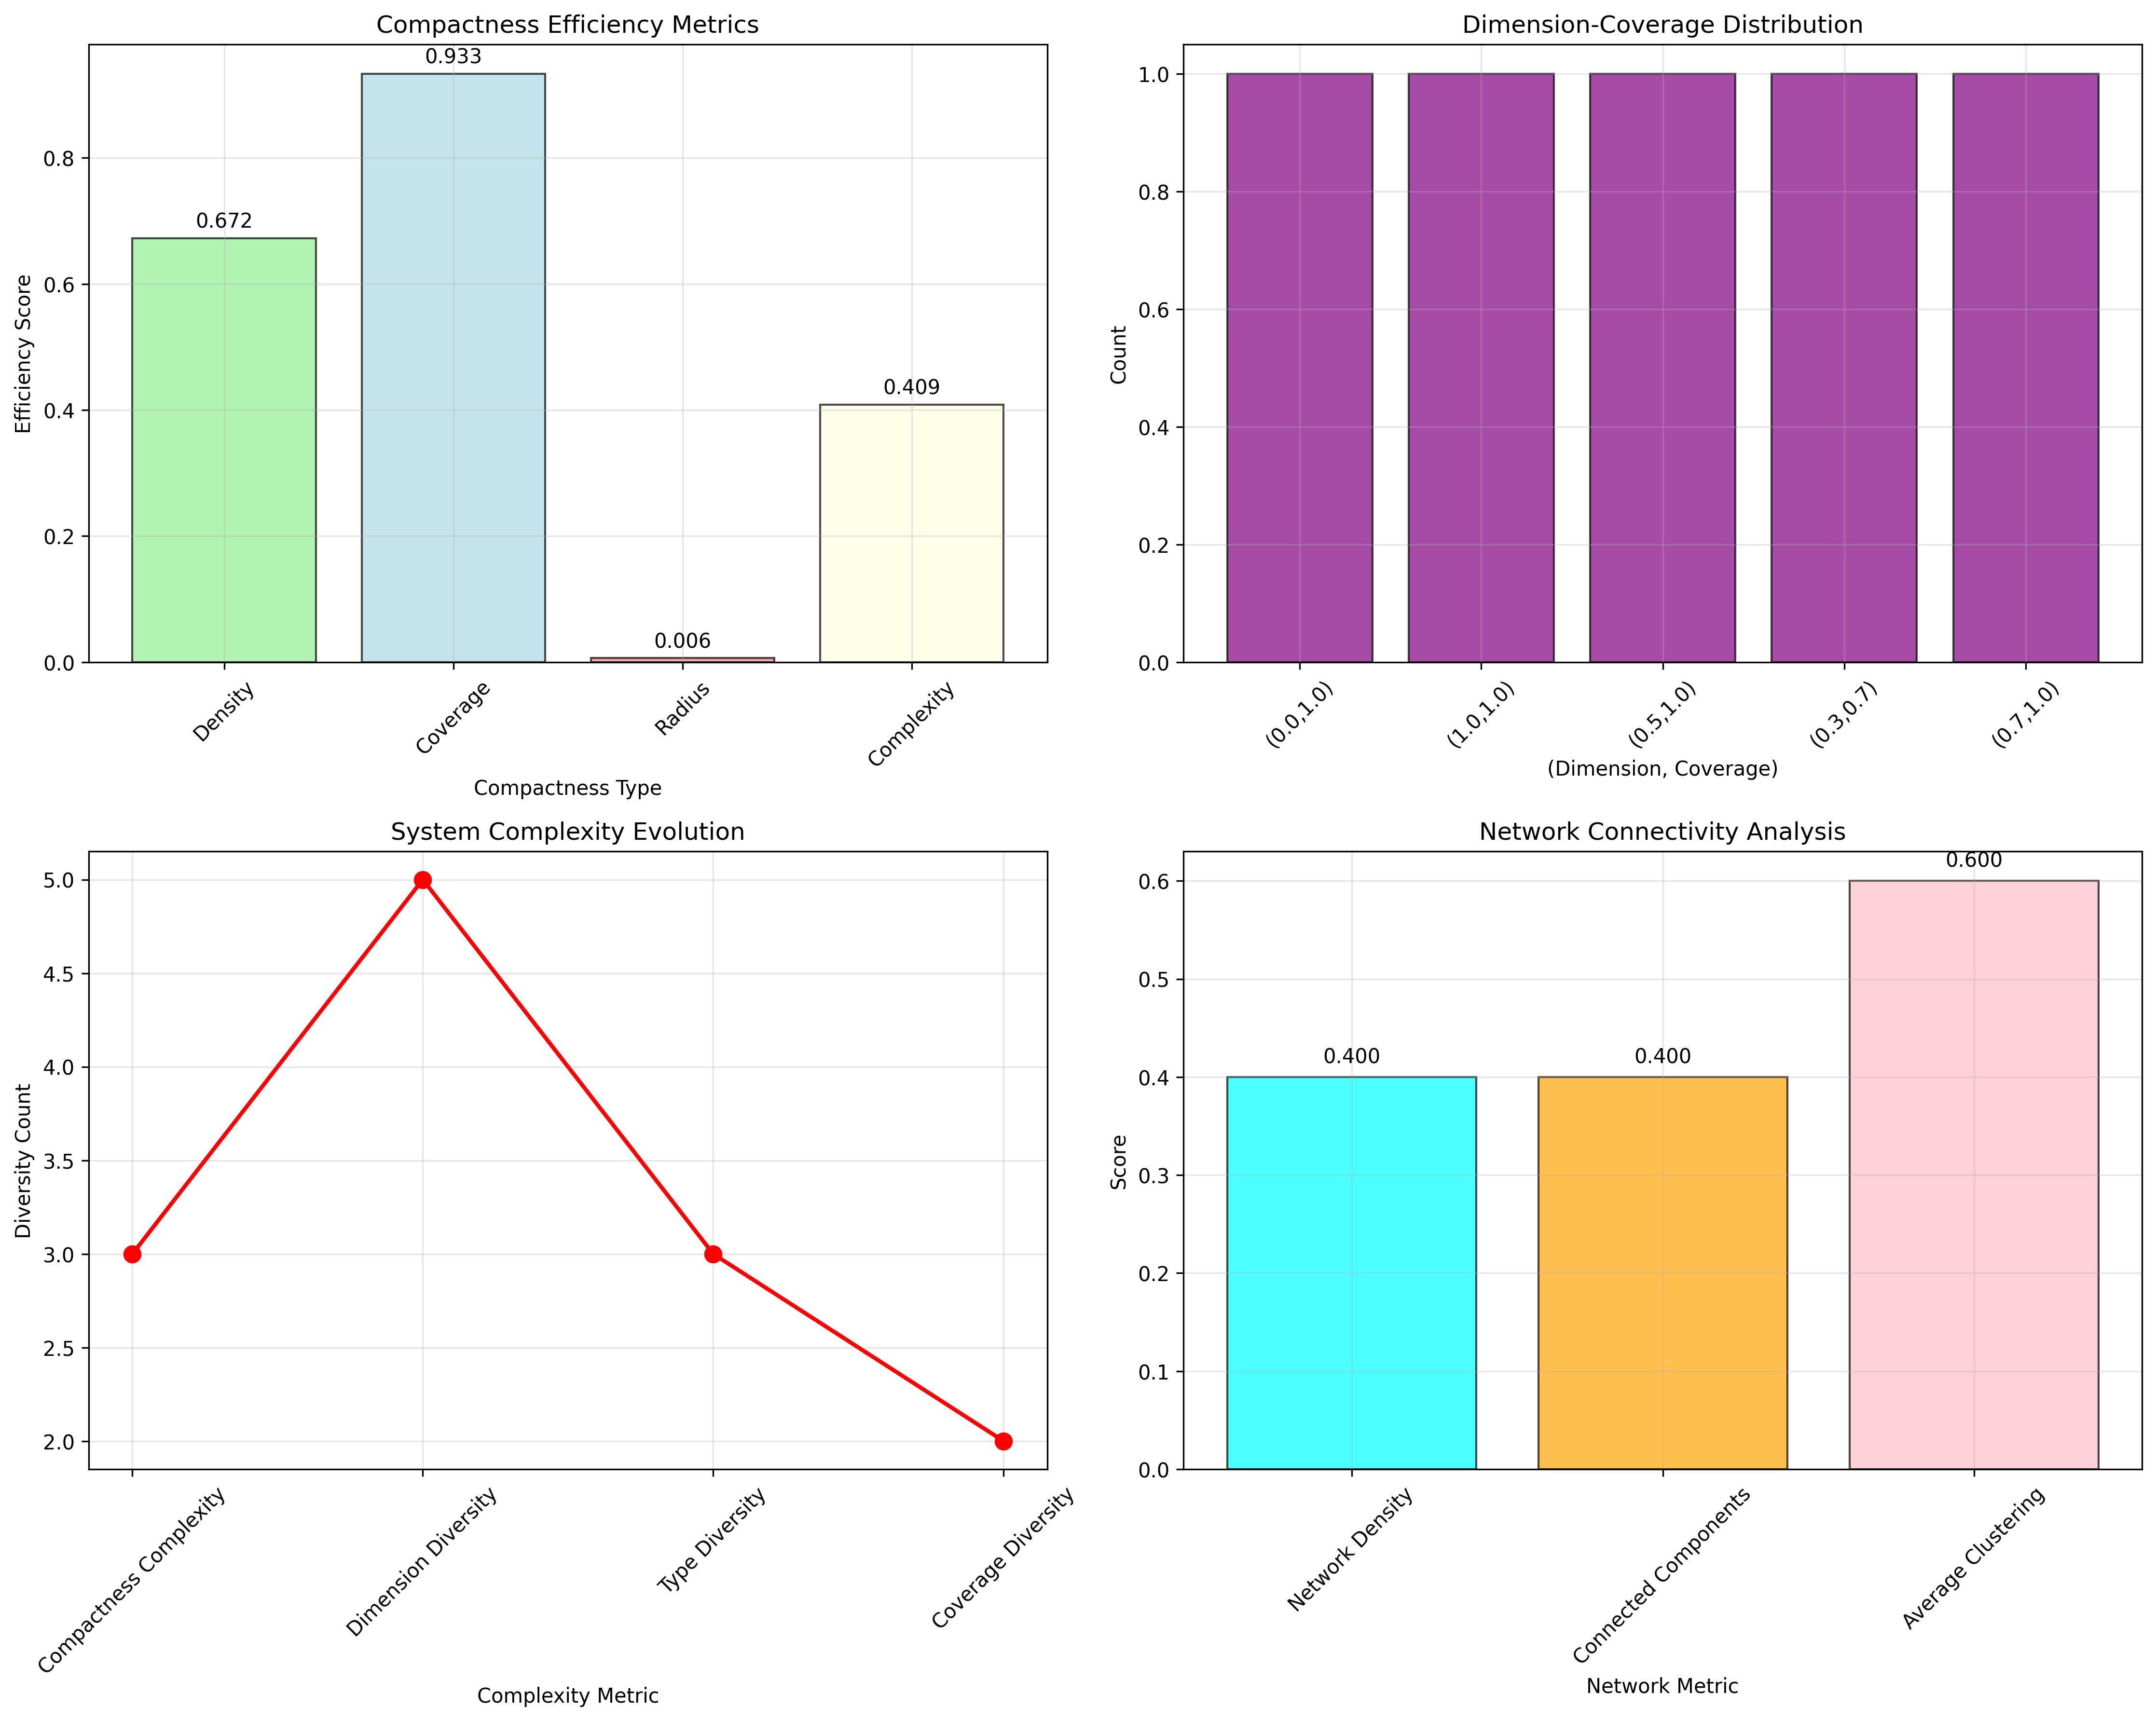 Compactness Efficiency Metrics
Efficiency Score
0.8
0.6
0.4
0.2
0.0
0.672
0.933
0.006
0.409
Density
Coverage
Radius
Complexity
Compactness Type
Dimension-Coverage Distribution
Count
1.0
0.8
0.6
0.4
0.2
0.0
(0.0,1.0)
(1.0,1.0)
(0.5,1.0)
(0.3,0.7)
(0.7,1.0)
(Dimension, Coverage)
System Complexity Evolution
Diversity Count
5.0
4.5
4.0
3.5
3.0
2.5
2.0
Compactness Complexity
Dimension Diversity
Type Diversity
Coverage Diversity
Complexity Metric
Network Connectivity Analysis
Score
0.6
0.5
0.4
0.3
0.2
0.1
0.0
0.400
0.400
0.600
Network Density
Connected Components
Average Clustering
Network Metric